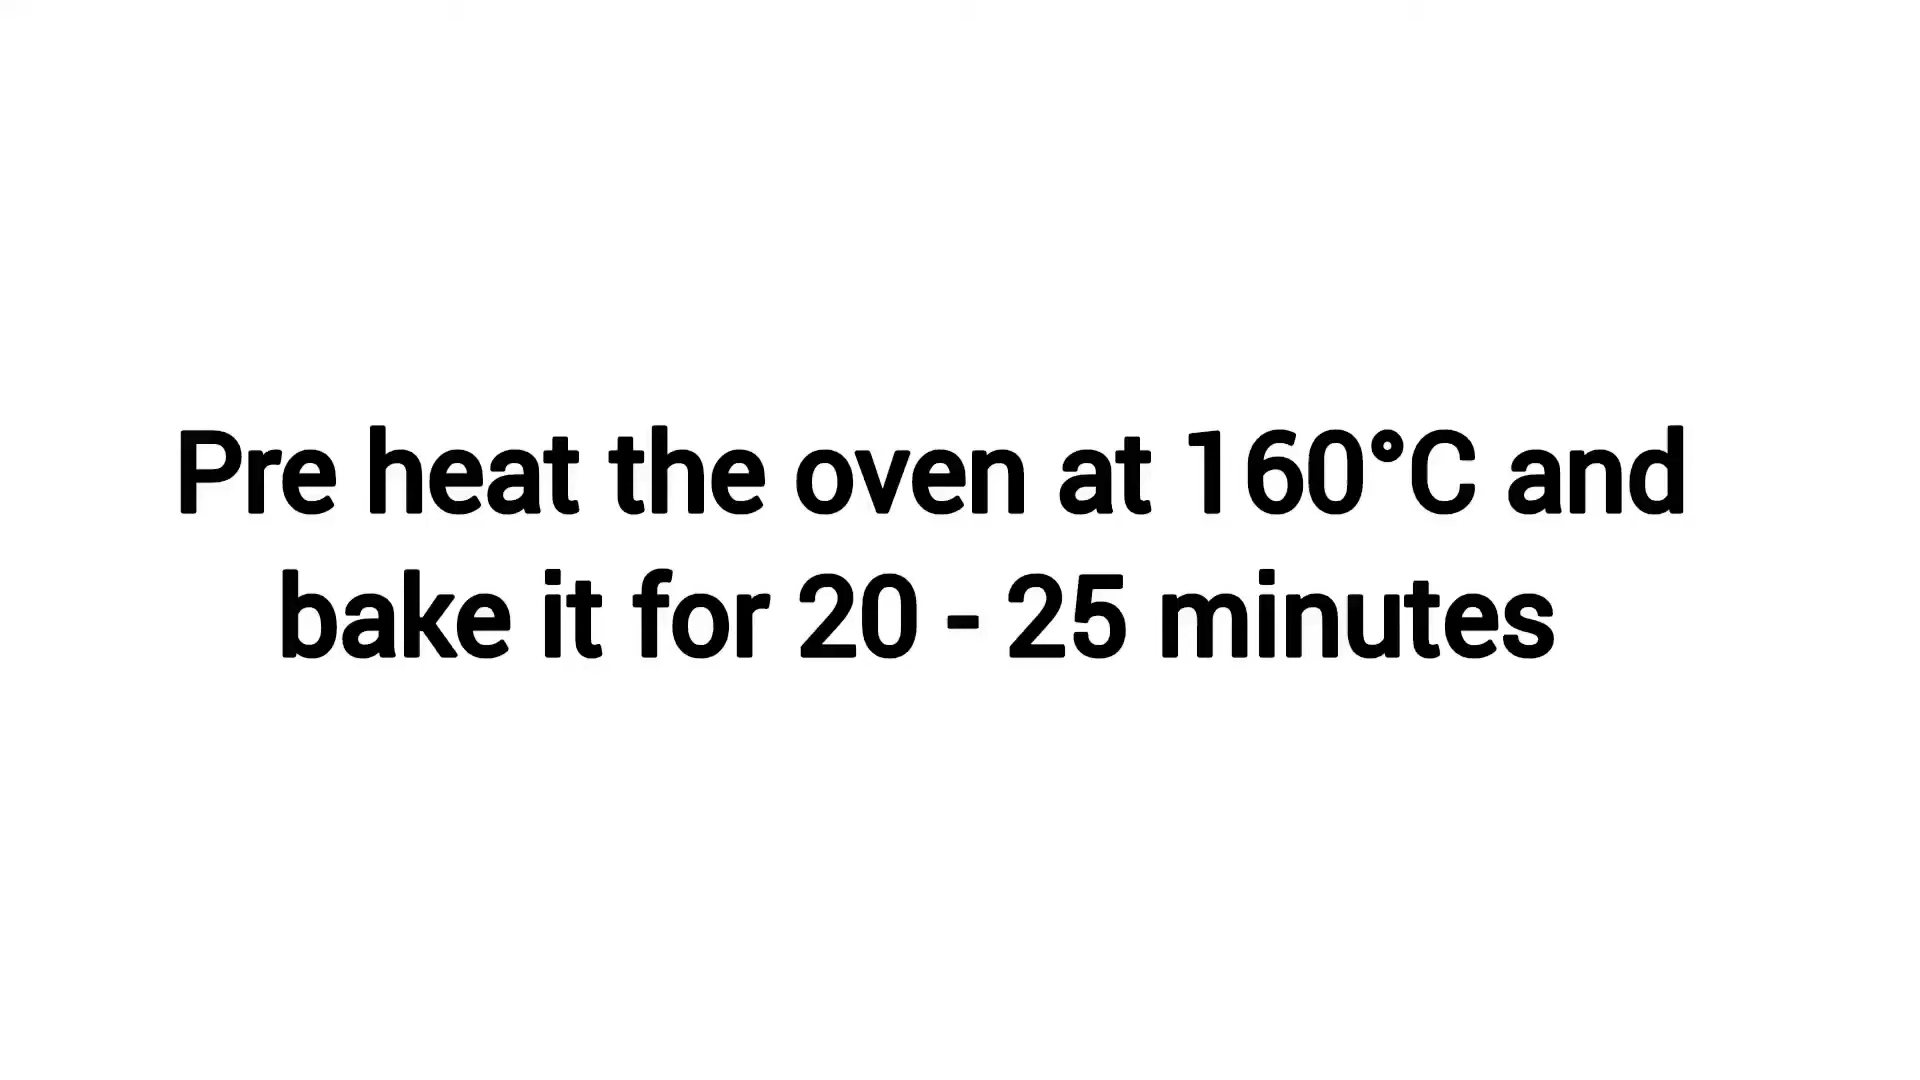 Pre heat the oven at 160°C and
bake it for 20 - 25 minutes